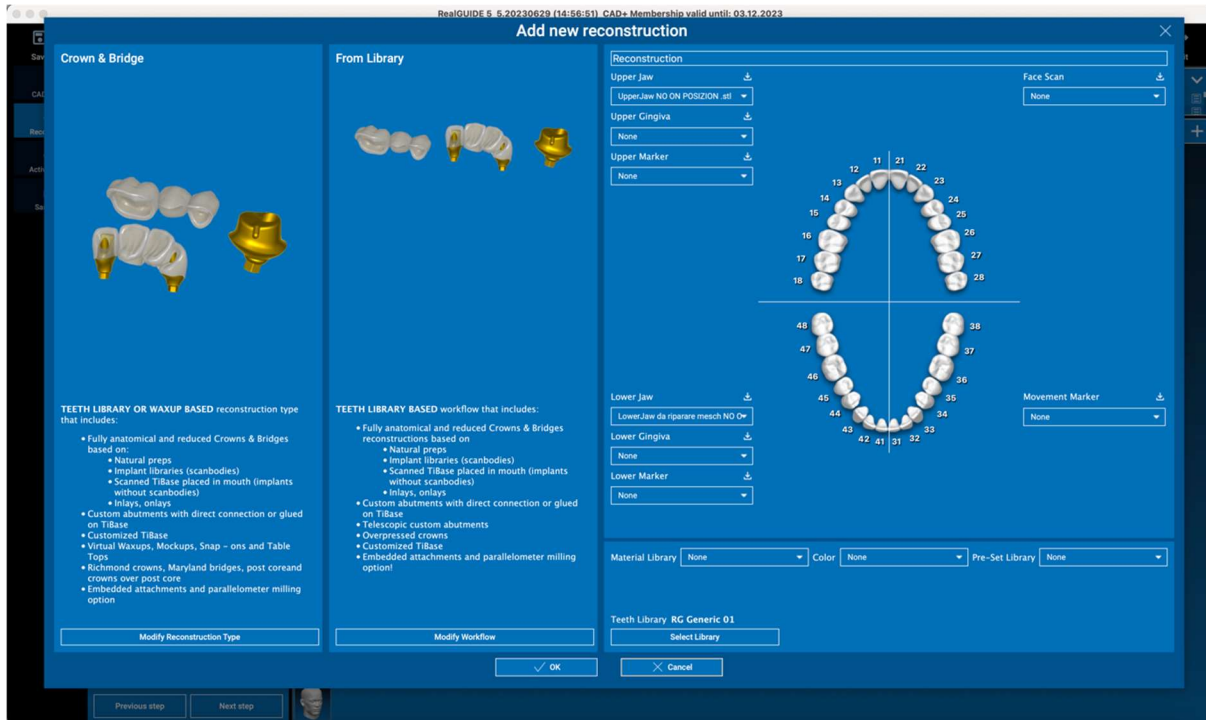 RealGUIDE 5 5.20230629 (14:56:51) CAD+ Membership valid until: 03.12.2023
Add new reconstruction
Crown & Bridge
TEETH LIBRARY OR WAXUP BASED reconstruction type
that includes:
• Fully anatomical and reduced Crowns & Bridges
based on:
• Natural preps
• Implant libraries (scanbodies)
• Scanned TiBase placed in mouth (implants
without scanbodies)
• Inlays, onlays
• Custom abutments with direct connection or glued
on TiBase
• Customized TiBase
• Virtual Waxups, Mockups, Snap - ons and Table
Tops
• Richmond crowns, Maryland bridges, post coreand
crowns over post core
• Embedded attachments and parallelometer milling
option
Modify Reconstruction Type
From Library
TEETH LIBRARY BASED workflow that includes:
• Fully anatomical and reduced Crowns & Bridges
reconstructions based on
• Natural preps
• Implant libraries (scanbodies)
• Scanned TiBase placed in mouth (implants
without scanbodies)
• Inlays, onlays
• Custom abutments with direct connection or glued
on TiBase
• Telescopic custom abutments
• Overpressed crowns
• Customized TiBase
• Embedded attachments and parallelometer milling
option!
Modify Workflow
Reconstruction
Upper Jaw
UpperJaw NO ON POSIZION .stl
Upper Gingiva
None
Upper Marker
None
Face Scan
None
11 21
12 22
13 23
14 24
15 25
16 26
17 27
18 28
48 38
47 37
46 36
45 35
44 34
43 33
42 41 31 32
Lower Jaw
LowerJaw da riparare mesch NO O
Lower Gingiva
None
Lower Marker
None
Movement Marker
None
Material Library None Color None Pre-Set Library None
Teeth Library RG Generic 01
Select Library
OK Cancel
Previous step Next step